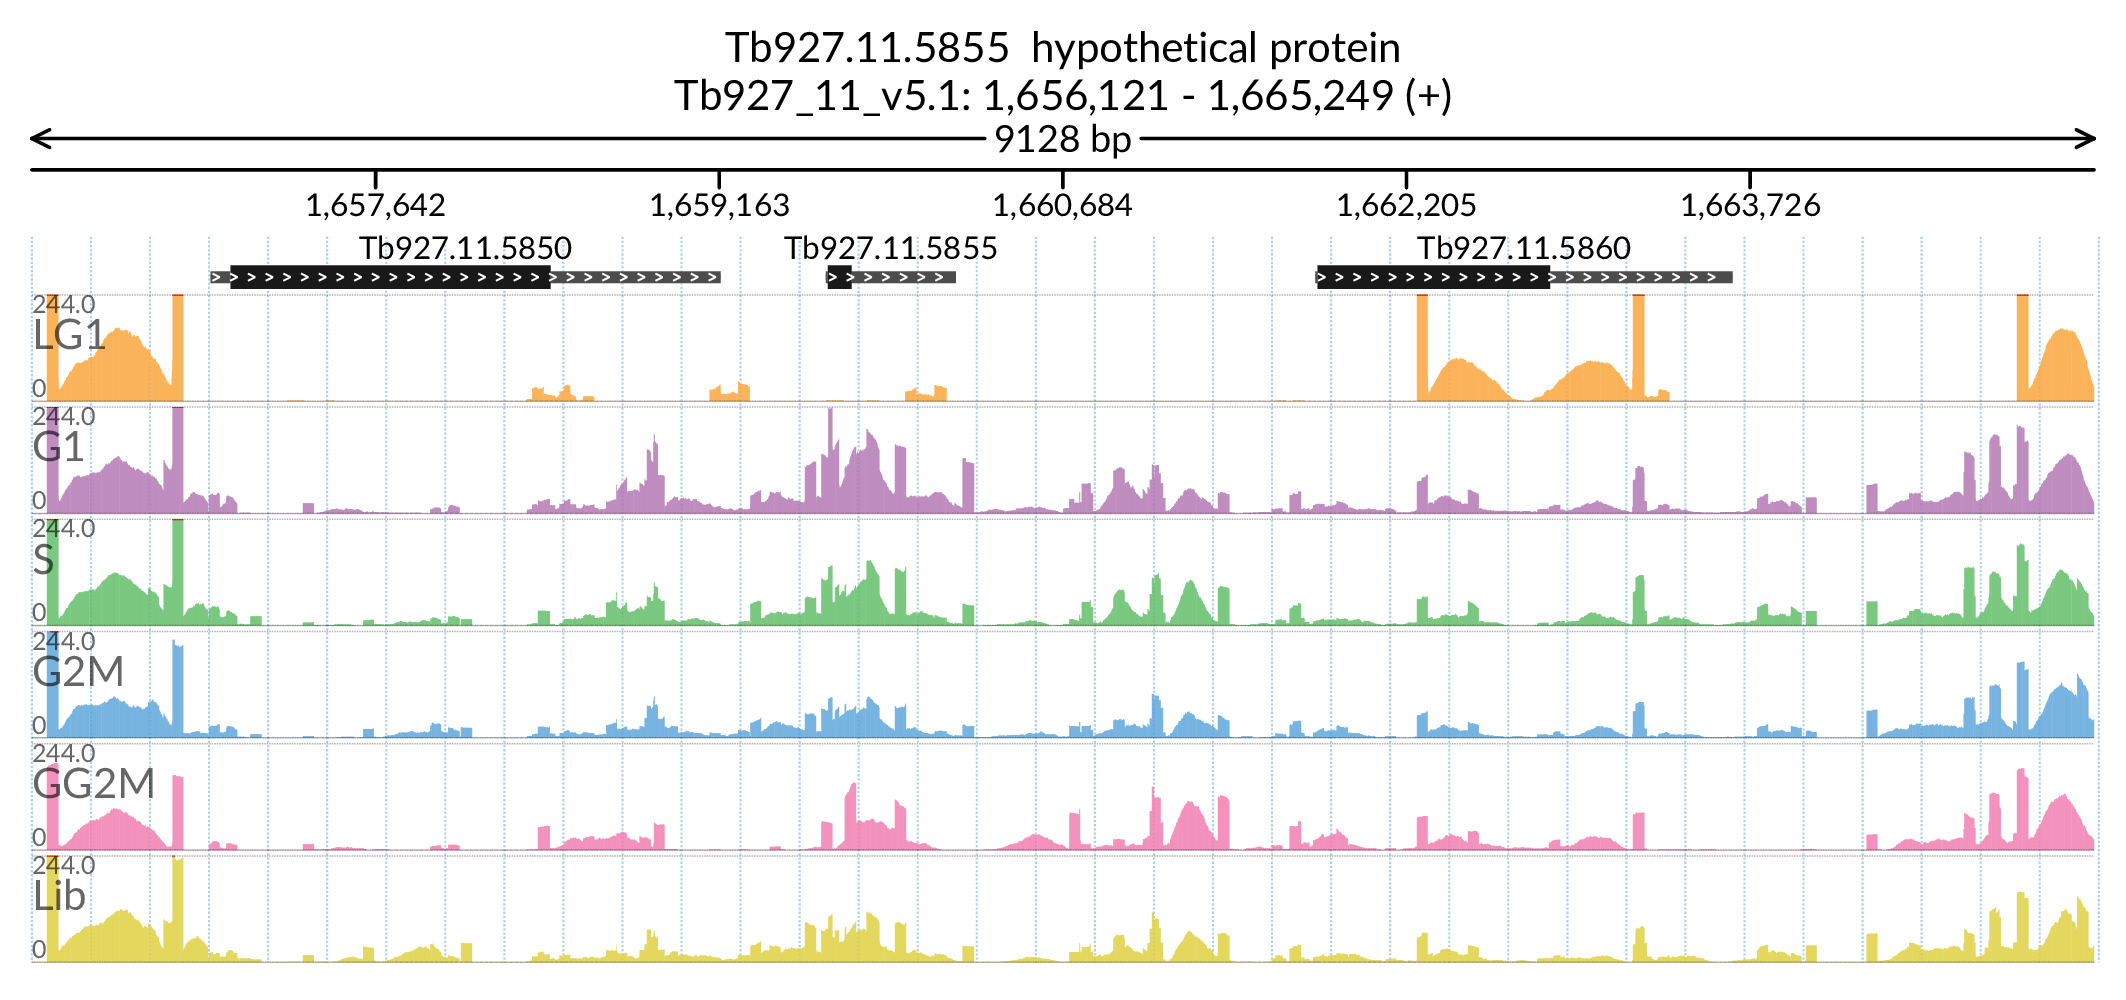 Tb927.11.5855  hypothetical protein
Tb927_11_v5.1: 1,656,121 - 1,665,249 (+)
9128 bp
1,657,642 1,659,163 1,660,684 1,662,205 1,663,726
Tb927.11.5850 Tb927.11.5855 Tb927.11.5860
244.0
LG1
0
244.0
G1
0
244.0
S
0
244.0
G2M
0
244.0
GG2M
0
244.0
Lib
0